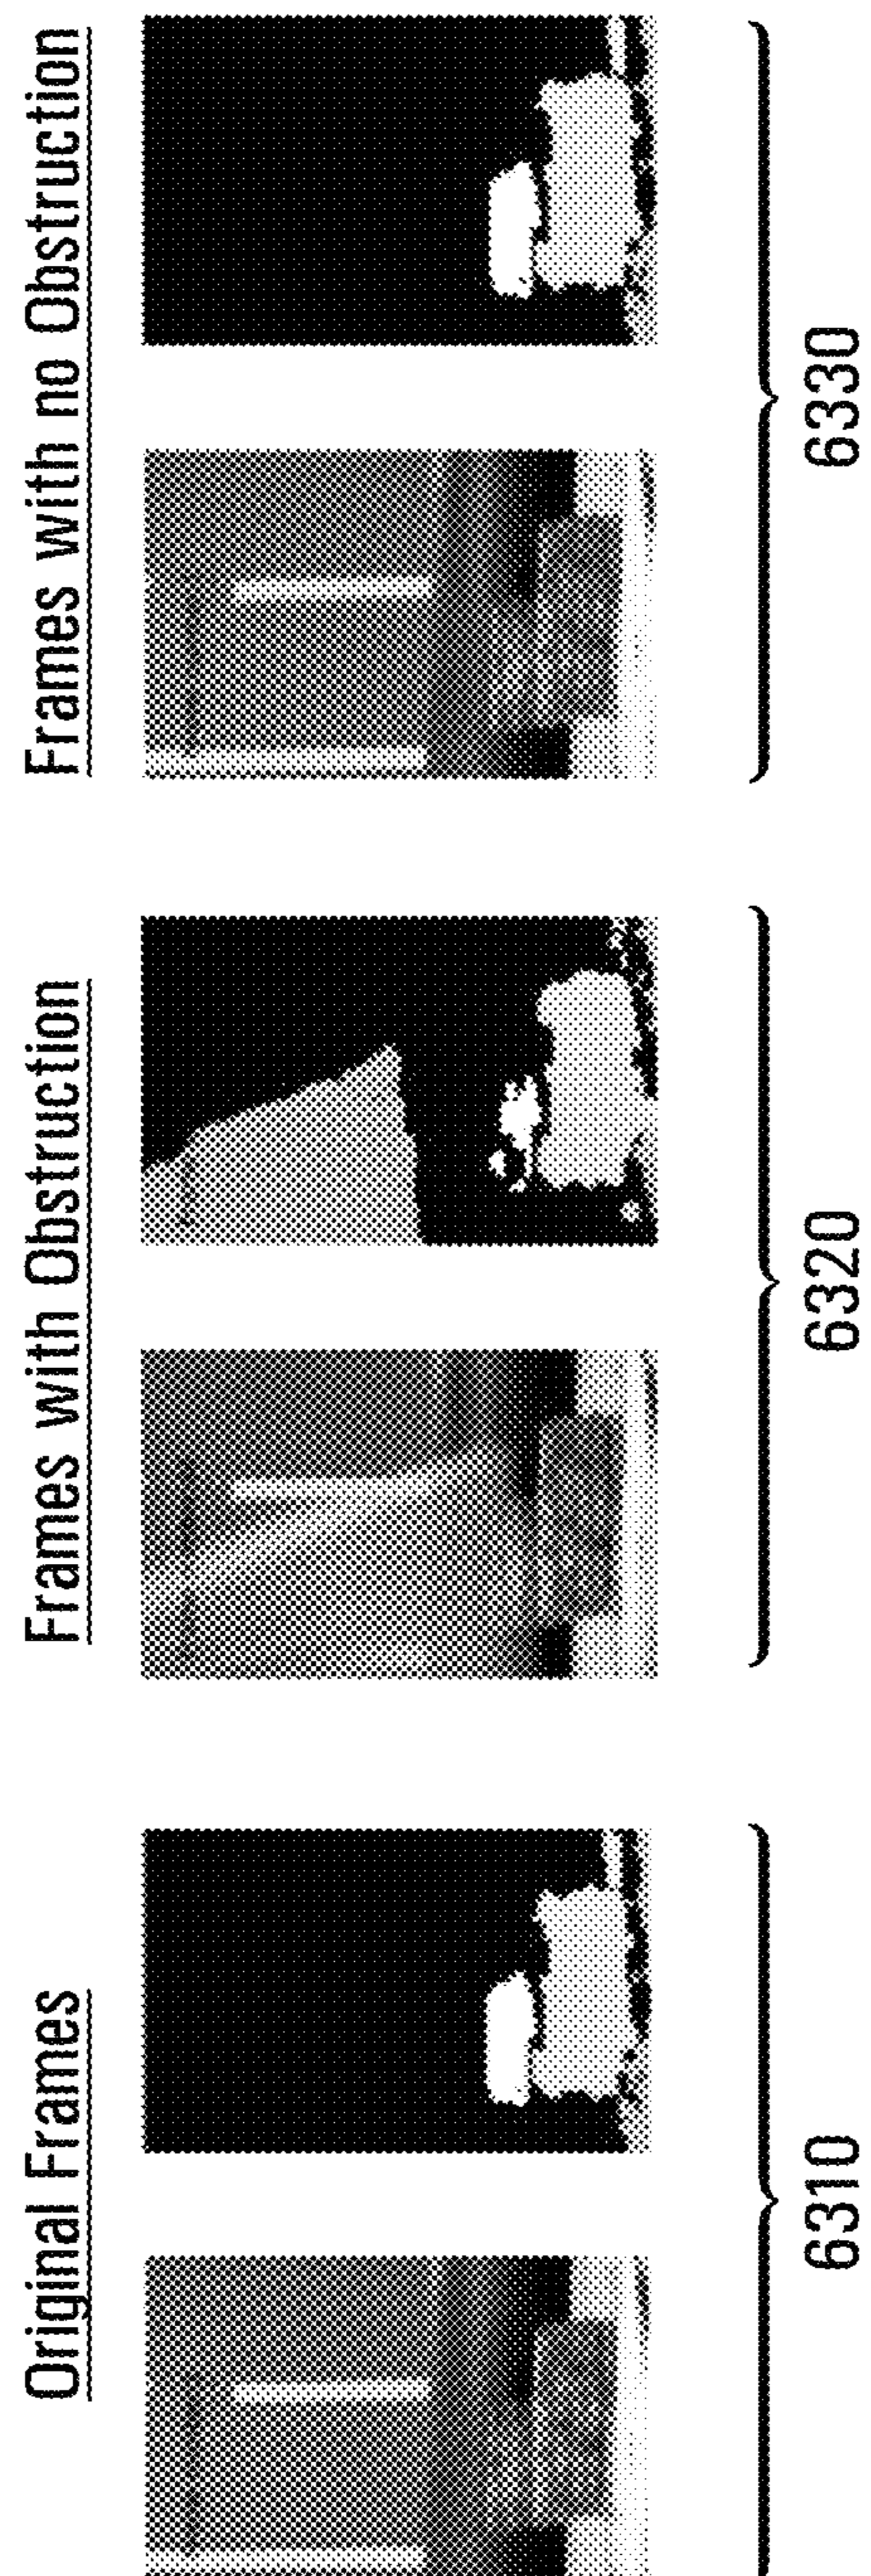 Original Frames
Frames with Obstruction
Frames with no Obstruction
6310
6320
6330